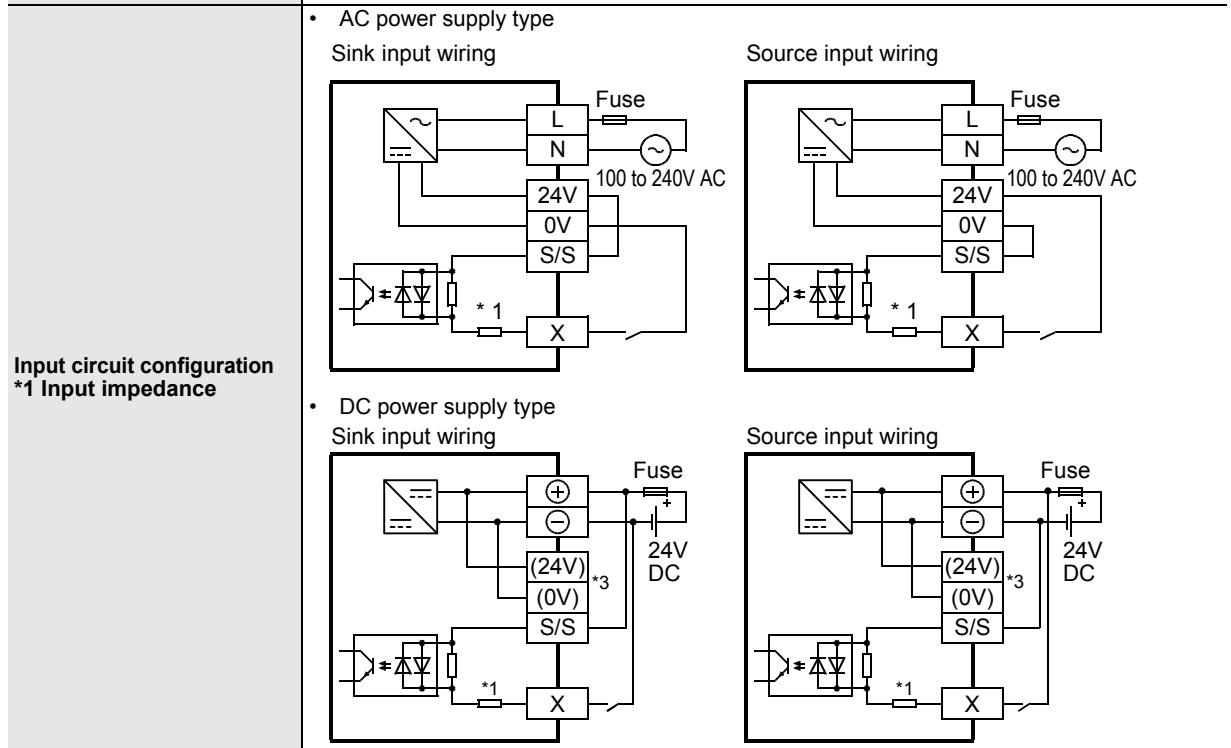 Input circuit configuration
*1 Input impedance
• AC power supply type
Sink input wiring
L
Fuse
N
100 to 240V AC
24V
0V
S/S
* 1
X
Source input wiring
L
Fuse
N
100 to 240V AC
24V
0V
S/S
* 1
X
• DC power supply type
Sink input wiring
Fuse
+
24V
DC
(24V)
*3
(0V)
S/S
*1
X
Source input wiring
Fuse
+
24V
DC
(24V)
*3
(0V)
S/S
*1
X